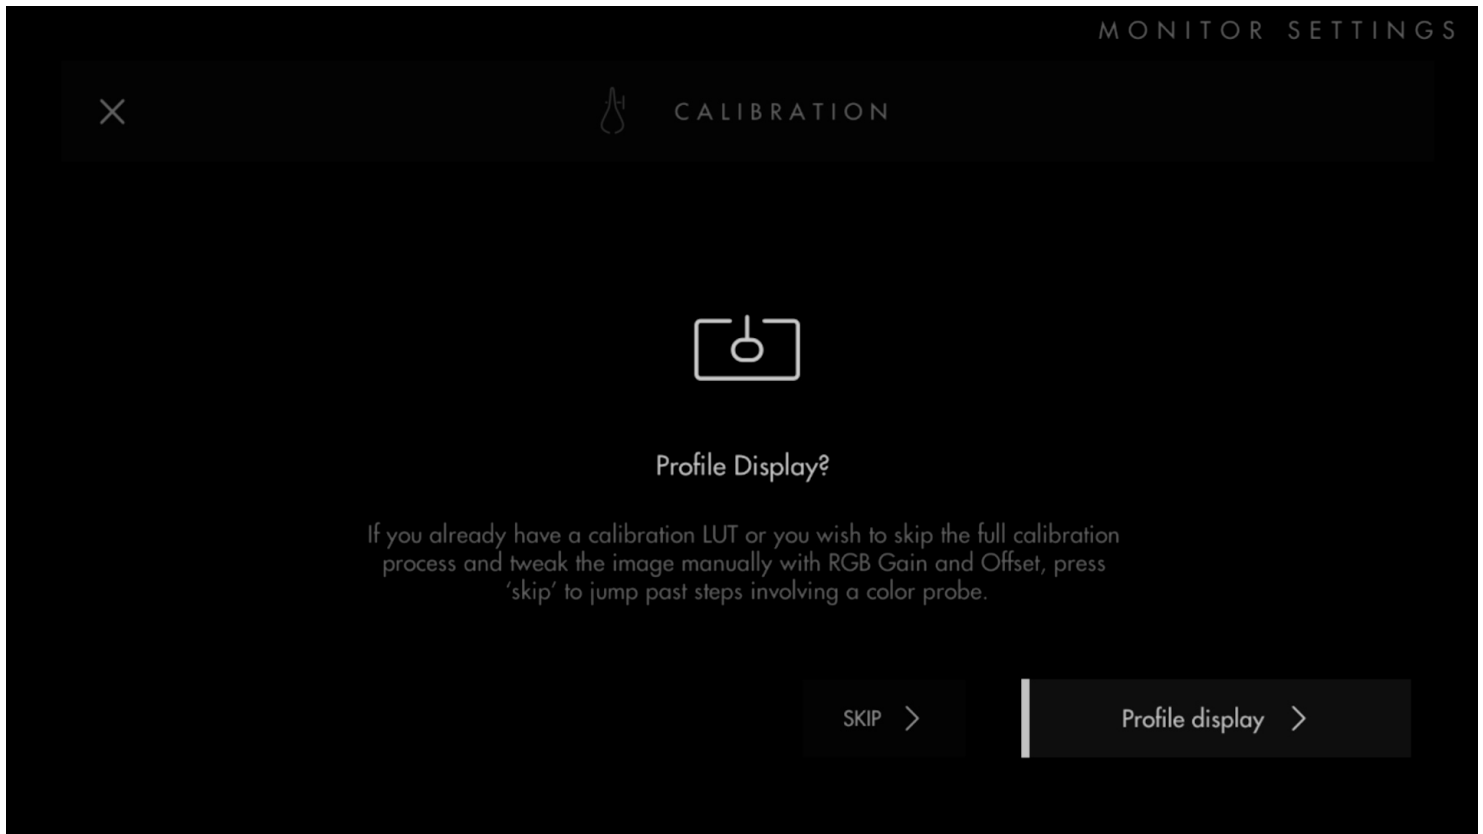 MONITOR SETTINGS
CALIBRATION
Profile Display?
If you already have a calibration LUT or you wish to skip the full calibration
process and tweak the image manually with RGB Gain and Offset, press
‘skip’ to jump past steps involving a color probe.
SKIP
Profile display